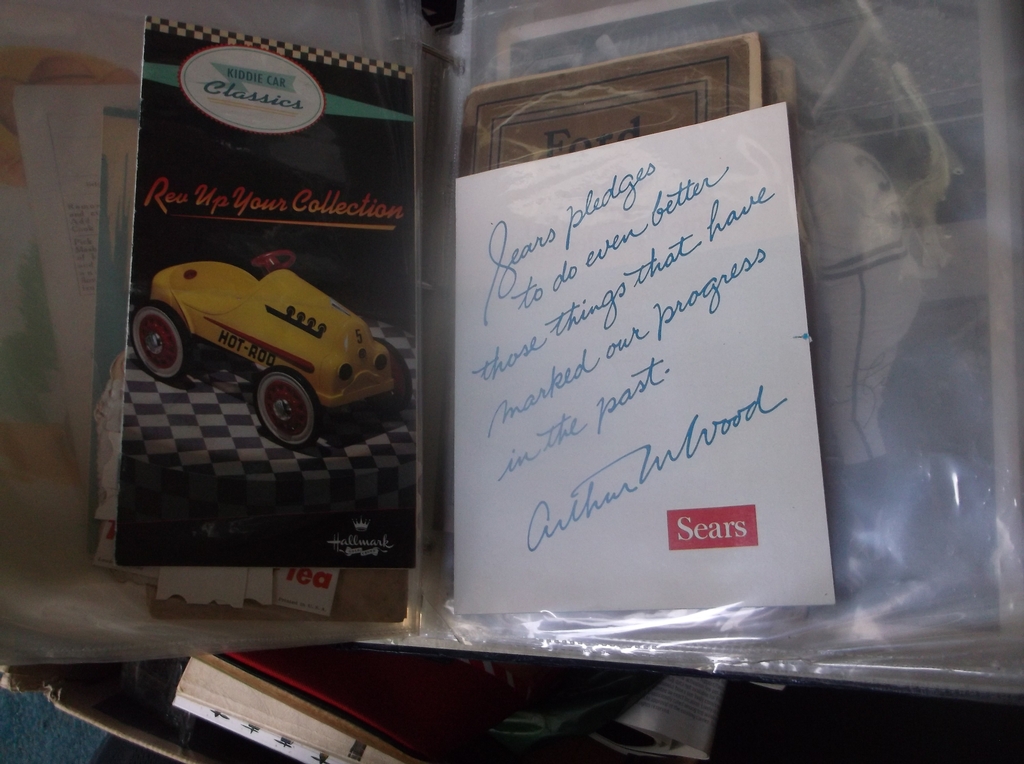 KIDDIE CAR
Classics
Rev Up Your Collection
5
HOT-ROD
Hallmark
Tea
Ford
Sears pledges
to do even better
those things that have
marked our progress
in the past.
Arthur M Wood
Sears